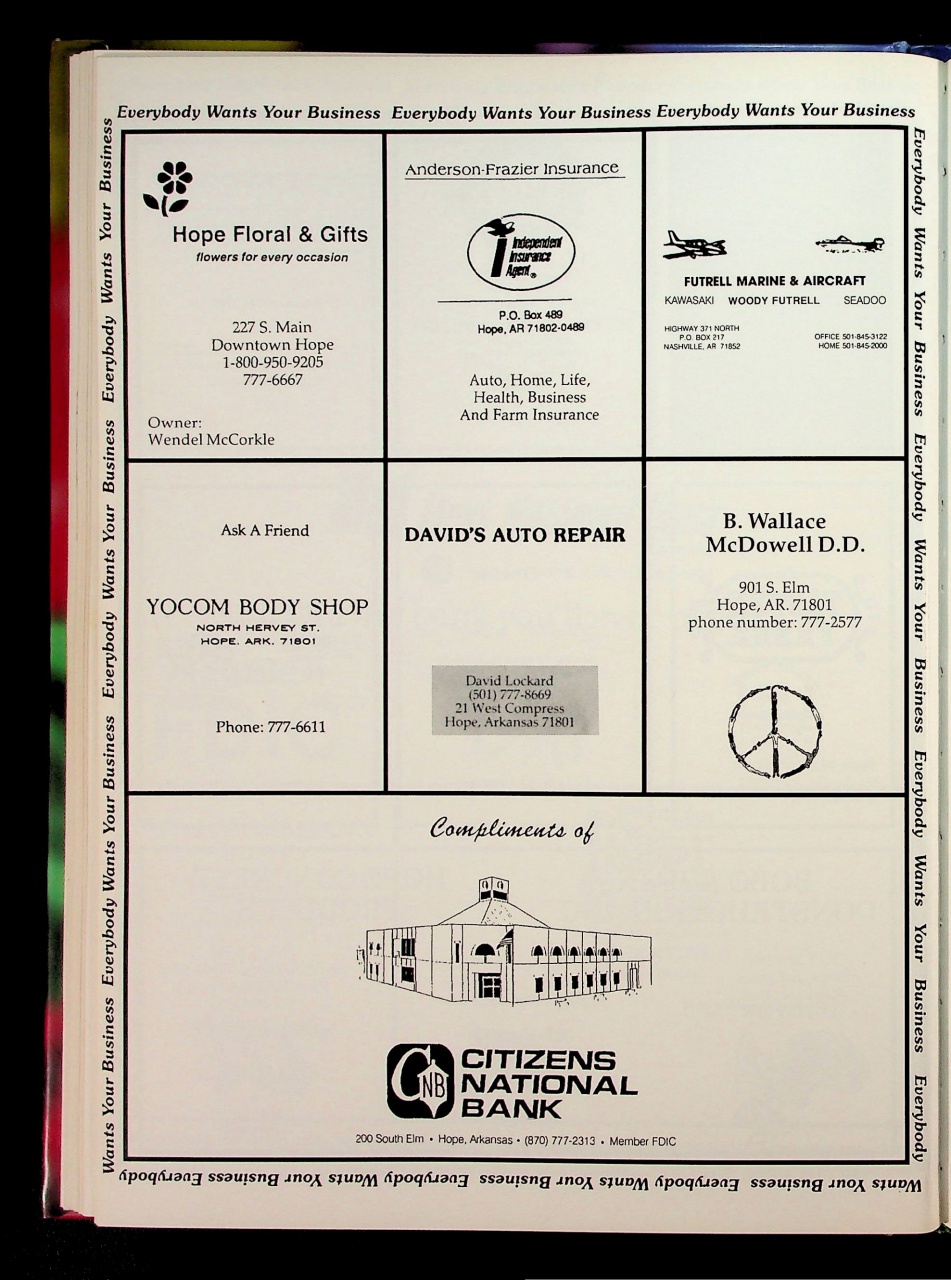 Everybody Wants Your Business Everybody Wants Your Business Everybody Wants Your Business
Hope Floral & Gifts
flowers for every occasion
227 S. Main
Downtown Hope
1-800-950-9205
777-6667
Owner:
Wendel McCorkle
Anderson-Frazier Insurance
Independent
Insurance
Agent®
P.O. Box 489
Hope, AR 71802-0489
Auto, Home, Life,
Health, Business
And Farm Insurance
FUTRELL MARINE & AIRCRAFT
KAWASAKI WOODY FUTRELL SEADOO
HIGHWAY 371 NORTH
P.O. BOX 217
NASHVILLE, AR 71852
OFFICE 501-845-3122
HOME 501-845-2000
Ask A Friend
YOCOM BODY SHOP
NORTH HERVEY ST.
HOPE, ARK. 71801
Phone: 777-6611
DAVID'S AUTO REPAIR
David Lockard
(501) 777-8669
21 West Compress
Hope, Arkansas 71801
B. Wallace
McDowell D.D.
901 S. Elm
Hope, AR. 71801
phone number: 777-2577
Compliments of
CNB
CITIZENS
NATIONAL
BANK
200 South Elm • Hope, Arkansas • (870) 777-2313 • Member FDIC
Everybody Wants Your Business Everybody Wants Your Business Everybody Wants Your Business Everybody
Wants Your Business Everybody Wants Your Business Everybody Wants Your Business Everybody
Wants Your Business Everybody Wants Your Business Everybody Wants Your Business Everybody Wants Your Business